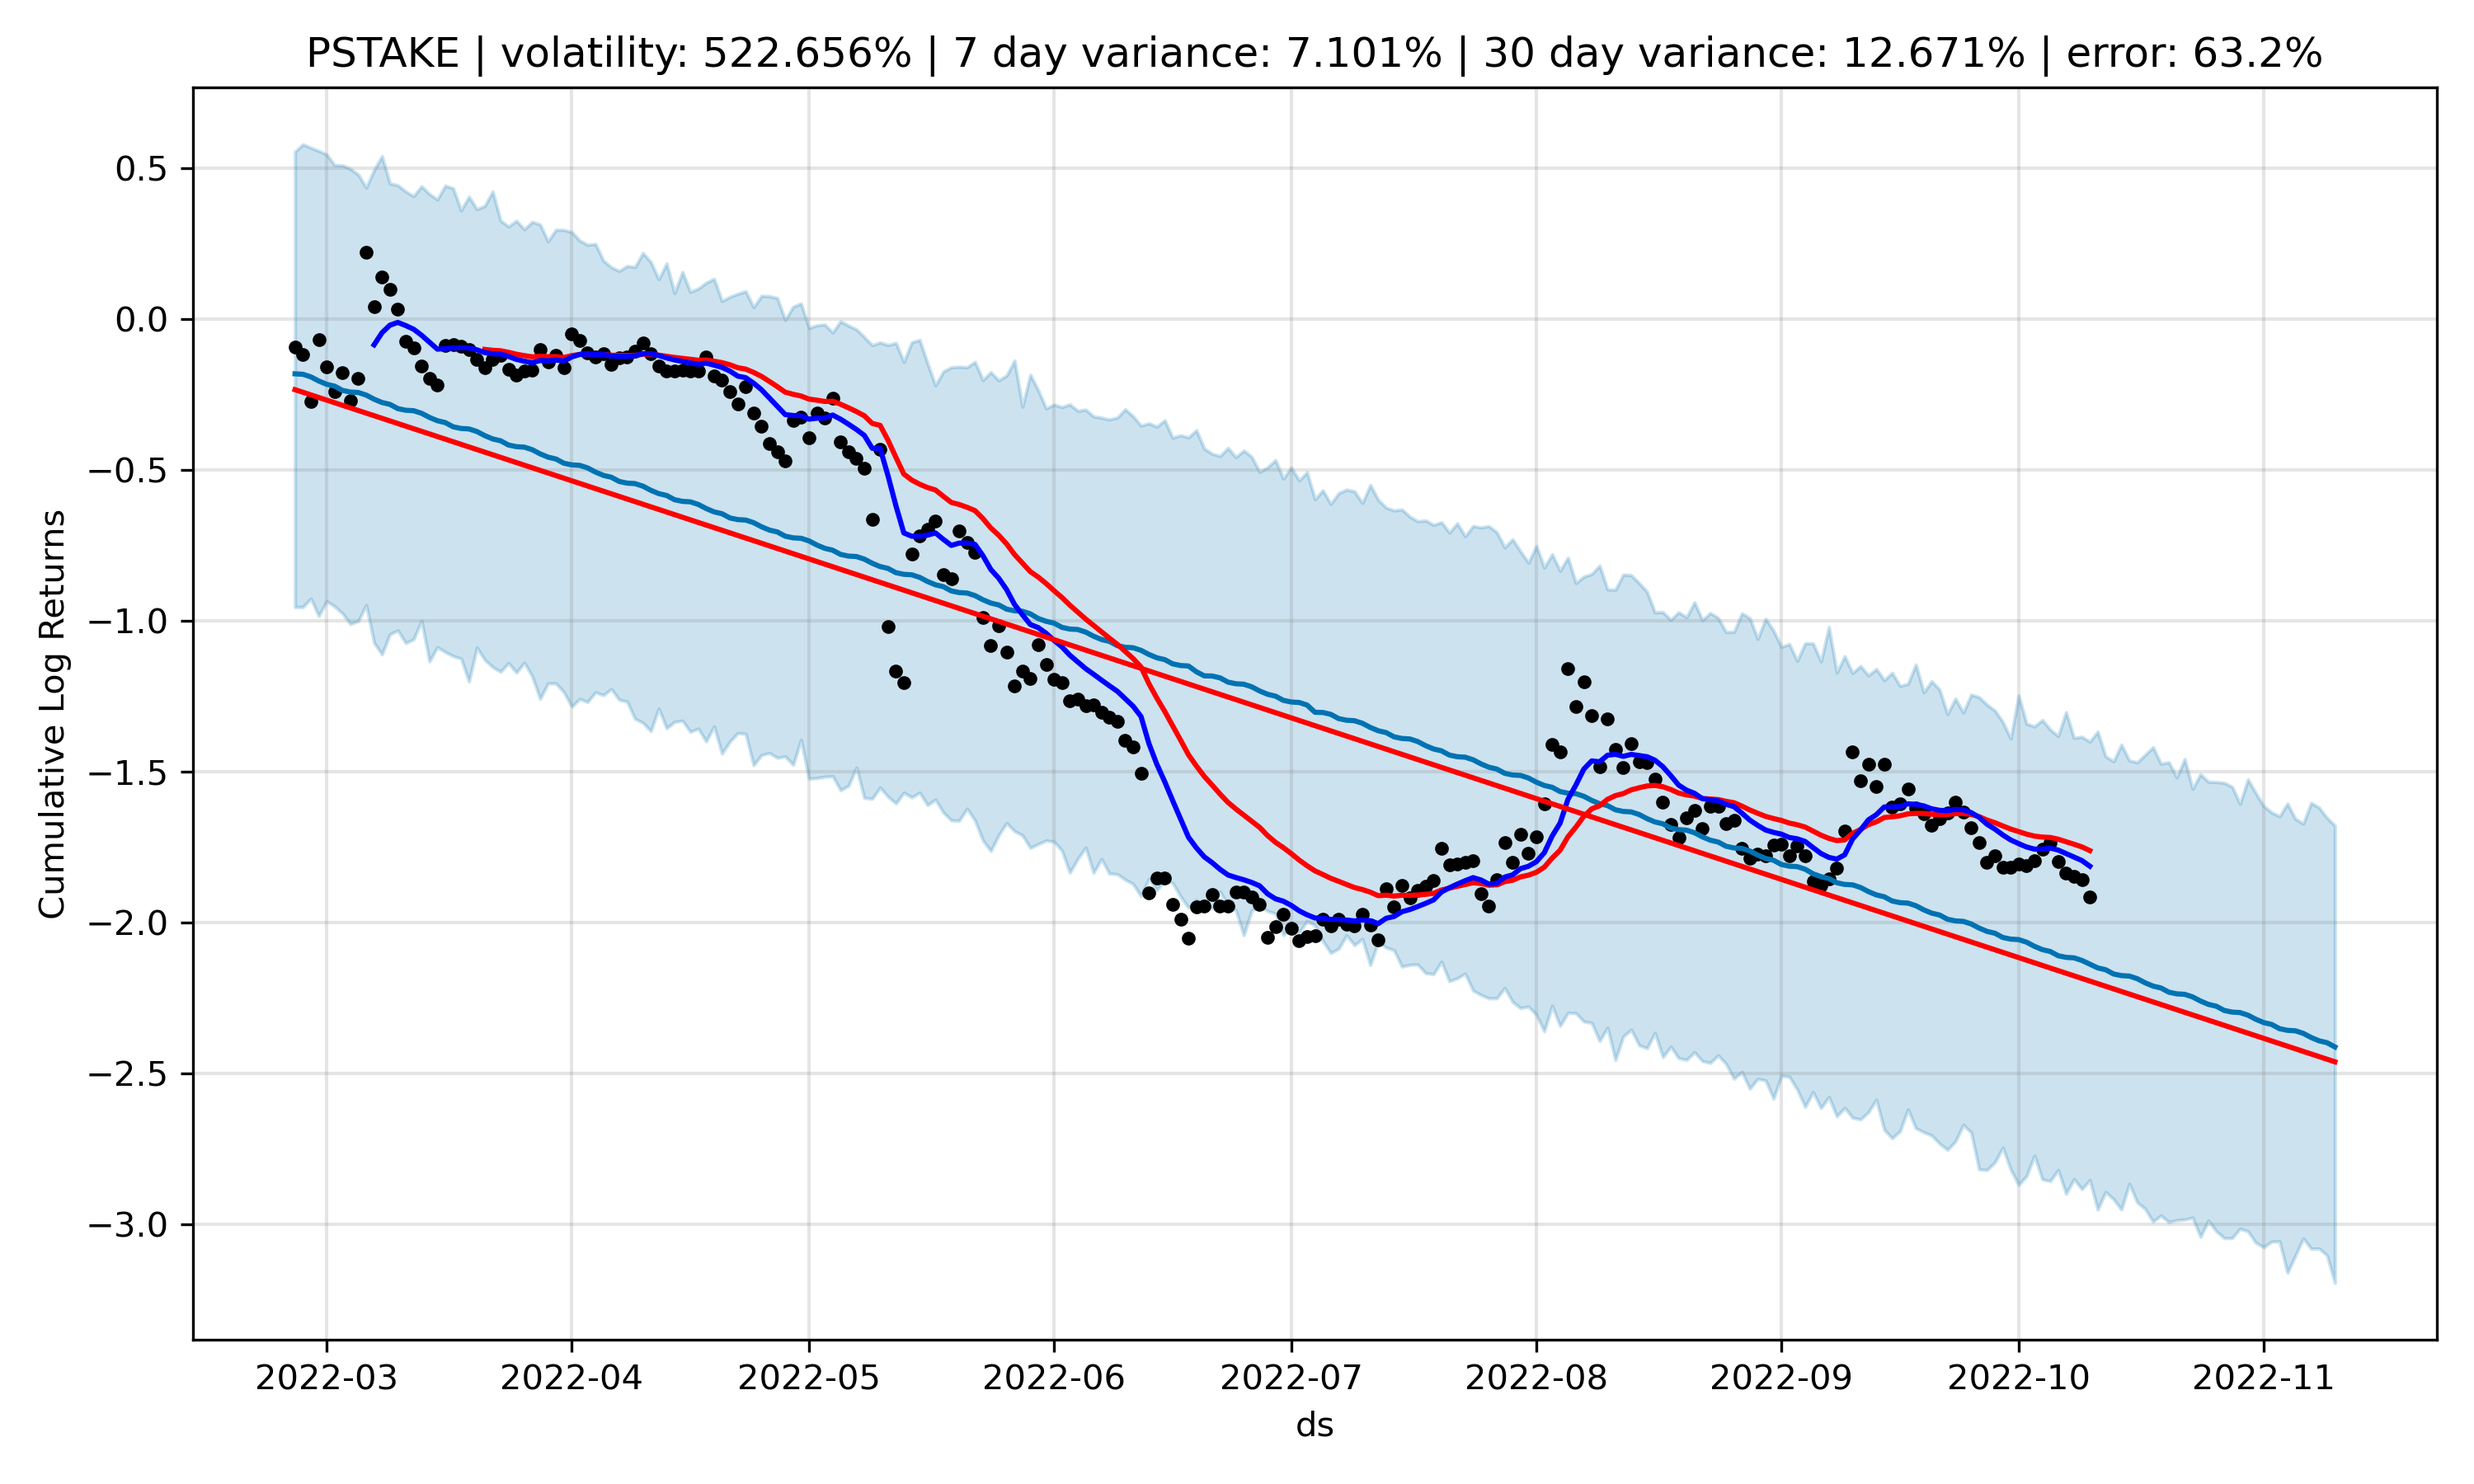 PSTAKE | volatility: 522.656% | 7 day variance: 7.101% | 30 day variance: 12.671% | error: 63.2%
Cumulative Log Returns
0.5
0.0
−0.5
−1.0
−1.5
−2.0
−2.5
−3.0
2022-03 2022-04 2022-05 2022-06 2022-07 2022-08 2022-09 2022-10 2022-11
ds